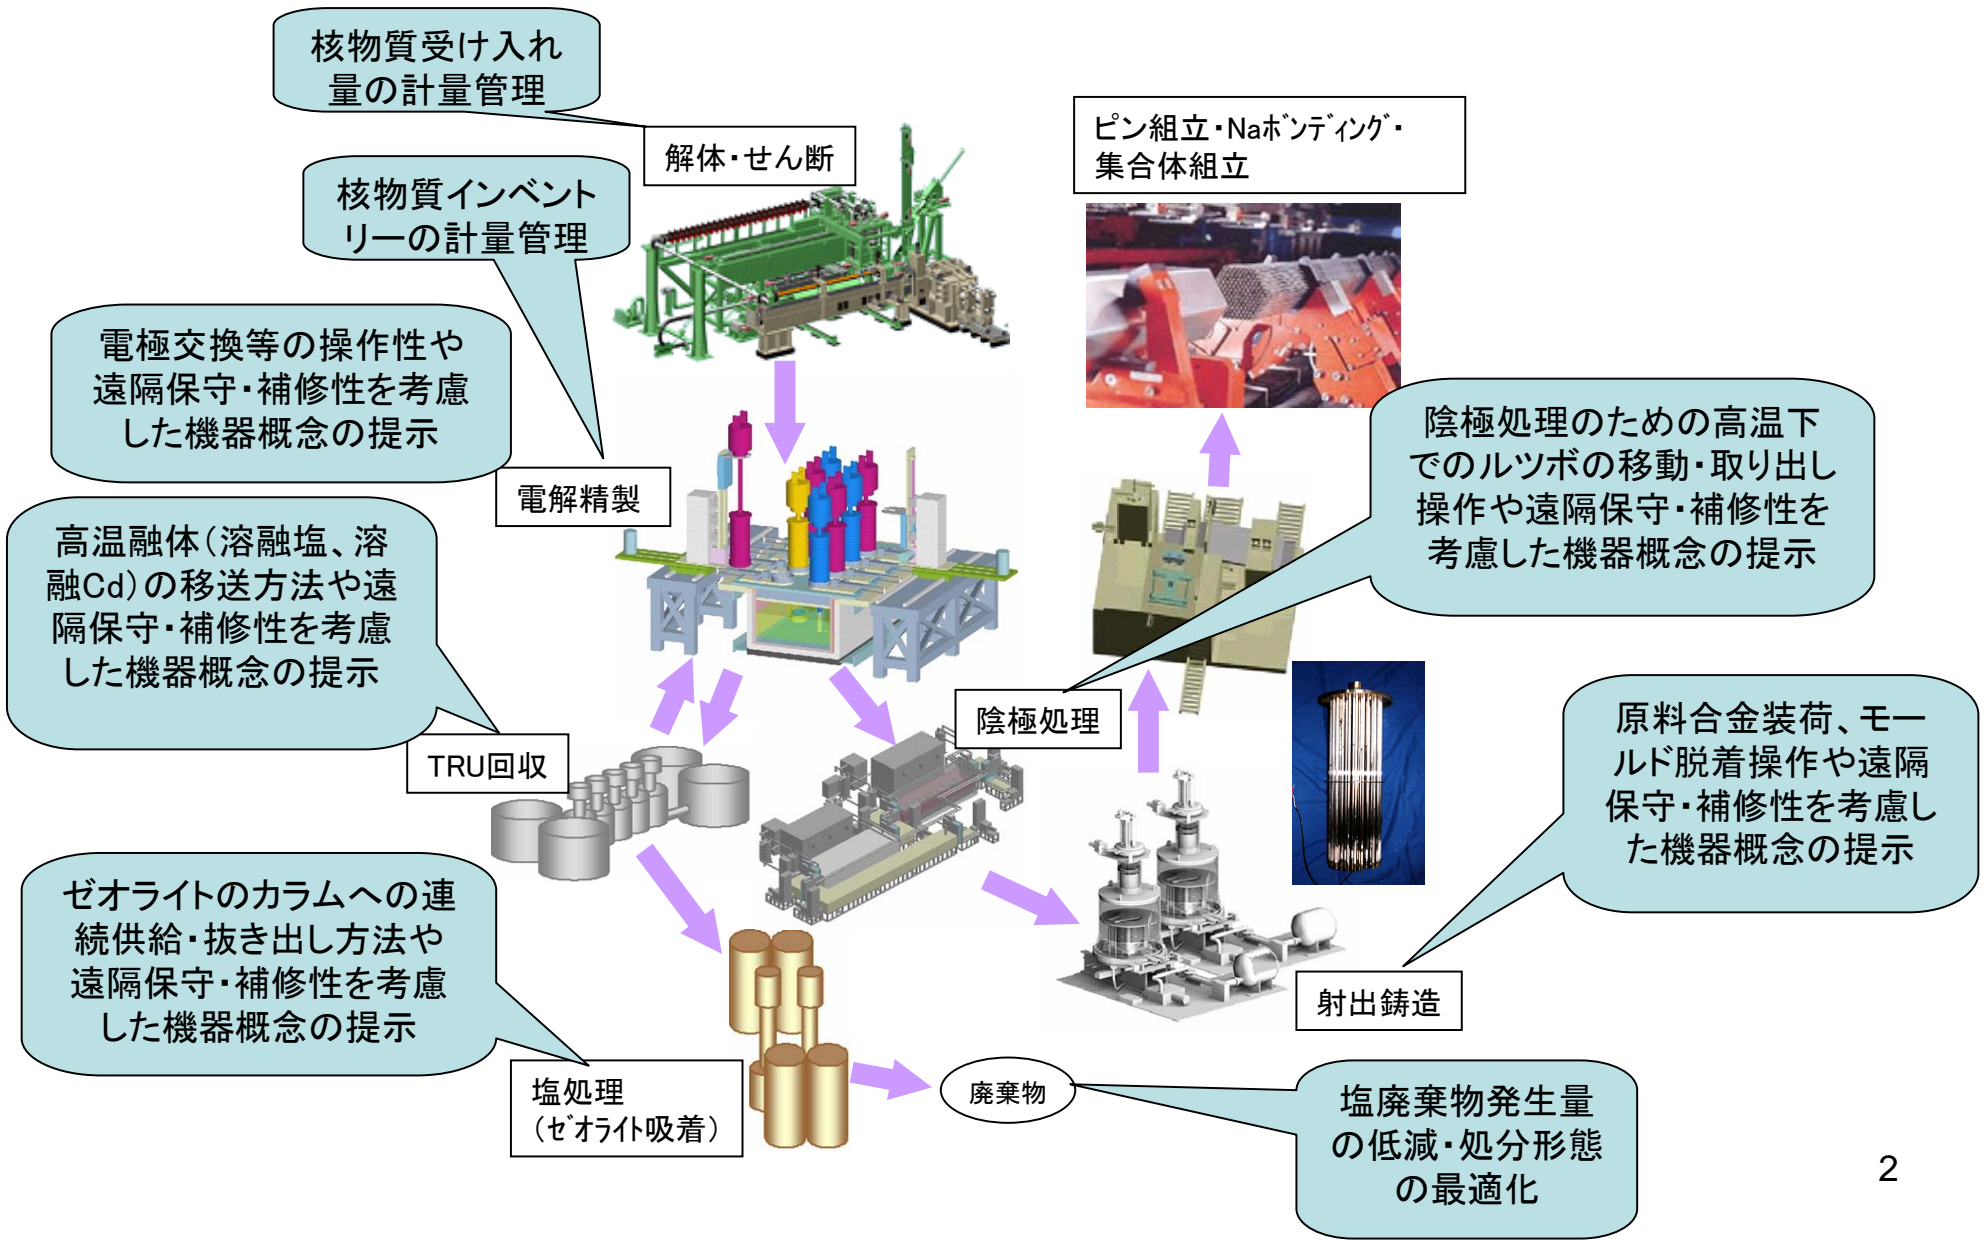 核物質受け入れ
量の計量管理
解体・せん断
ピン組立・Naﾎﾞﾝﾃﾞｨﾝｸﾞ・
集合体組立
核物質インベント
リーの計量管理
電極交換等の操作性や
遠隔保守・補修性を考慮
した機器概念の提示
電解精製
陰極処理のための高温下
でのルツボの移動・取り出し
操作や遠隔保守・補修性を
考慮した機器概念の提示
高温融体(溶融塩、溶
融Cd)の移送方法や遠
隔保守・補修性を考慮
した機器概念の提示
TRU回収
陰極処理
原料合金装荷、モー
ルド脱着操作や遠隔
保守・補修性を考慮し
た機器概念の提示
ゼオライトのカラムへの連
続供給・抜き出し方法や
遠隔保守・補修性を考慮
した機器概念の提示
射出鋳造
塩処理
(ｾﾞｵﾗｲﾄ吸着)
廃棄物
塩廃棄物発生量
の低減・処分形態
の最適化
2